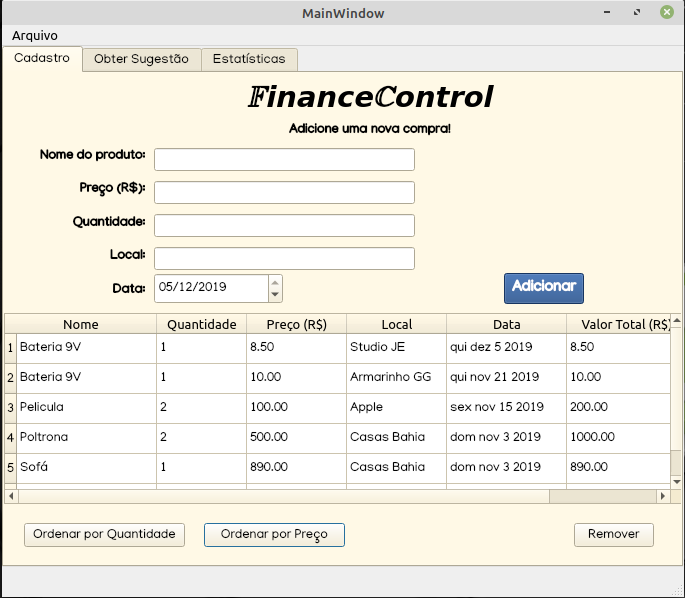 MainWindow
Arquivo
Cadastro Obter Sugestão Estatísticas
𝔽inanceℂontrol
Adicione uma nova compra!
Nome do produto:
Preço (R$):
Quantidade:
Local:
Data: 05/12/2019
Adicionar
Nome Quantidade Preço (R$) Local Data Valor Total (R$)
1 Bateria 9V 1 8.50 Studio JE qui dez 5 2019 8.50
2 Bateria 9V 1 10.00 Armarinho GG qui nov 21 2019 10.00
3 Pelicula 2 100.00 Apple sex nov 15 2019 200.00
4 Poltrona 2 500.00 Casas Bahia dom nov 3 2019 1000.00
5 Sofá 1 890.00 Casas Bahia dom nov 3 2019 890.00
Ordenar por Quantidade Ordenar por Preço Remover